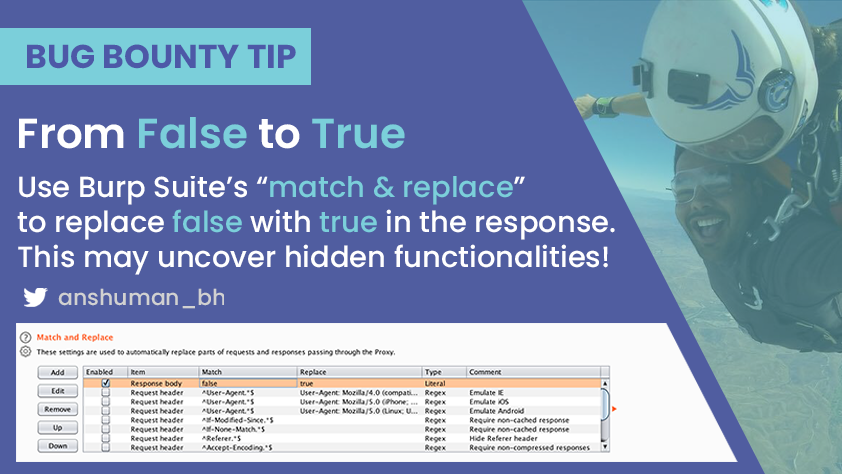 BUG BOUNTY TIP
From False to True
Use Burp Suite's “match & replace”
to replace false with true in the response.
This may uncover hidden functionalities!
anshuman_bh
? Match and Replace
These settings are used to automatically replace parts of requests and responses passing through the Proxy.
Add Enabled Item Match Replace Type Comment
Response body false true Literal
Edit Request header ^User-Agent.*$ User-Agent: Mozilla/4.0 (compati... Regex Emulate IE
Request header ^User-Agent.*$ User-Agent: Mozilla/5.0 (iPhone; ... Regex Emulate iOS
Remove Request header ^User-Agent.*$ User-Agent: Mozilla/5.0 (Linux; U... Regex Emulate Android
Request header ^If-Modified-Since.*$ Regex Require non-cached response
Up Request header ^If-None-Match.*$ Regex Require non-cached response
Request header ^Referer.*$ Regex Hide Referer header
Down Request header ^Accept-Encoding.*$ Regex Require non-compressed responses